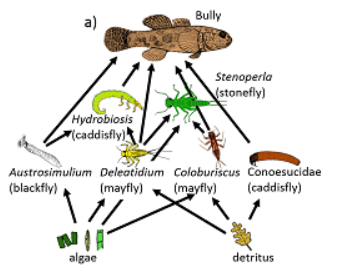 a)
Bully
Stenoperla
(stonefly)
Hydrobiosis
(caddisfly)
Austrosimulium
(blackfly)
Deleatidium
(mayfly)
Coloburiscus
(mayfly)
Conoesucidae
(caddisfly)
algae
detritus